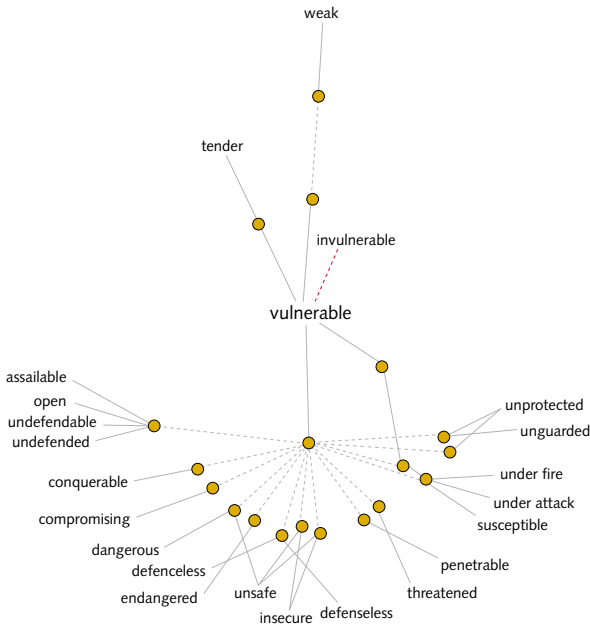 weak
tender
invulnerable
vulnerable
assailable
open
undefendable
undefended
unprotected
unguarded
conquerable
under fire
under attack
compromising
susceptible
dangerous
penetrable
defenceless
unsafe
threatened
endangered
insecure
defenseless